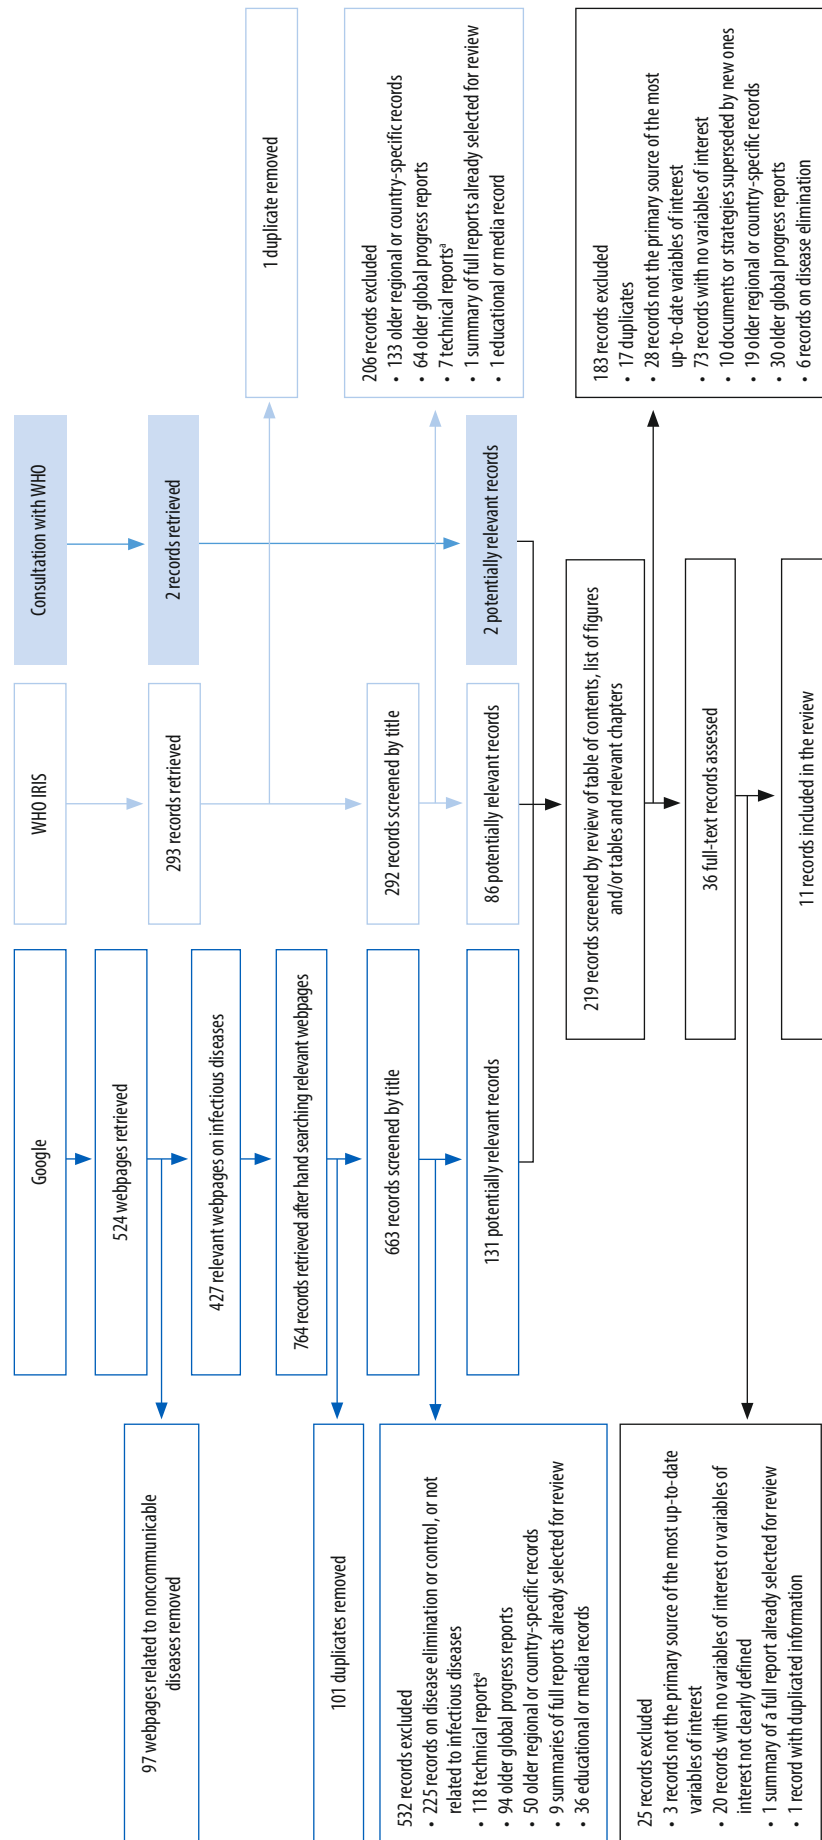 Google
524 webpages retrieved
97 webpages related to noncommunicable
diseases removed
427 relevant webpages on infectious diseases
764 records retrieved after hand searching relevant webpages
101 duplicates removed
663 records screened by title
532 records excluded
• 225 records on disease elimination or control, or not
related to infectious diseases
• 118 technical reportsᵃ
• 94 older global progress reports
• 50 older regional or country-specific records
• 9 summaries of full reports already selected for review
• 36 educational or media records
131 potentially relevant records
WHO IRIS
293 records retrieved
1 duplicate removed
292 records screened by title
206 records excluded
• 133 older regional or country-specific records
• 64 older global progress reports
• 7 technical reportsᵃ
• 1 summary of full reports already selected for review
• 1 educational or media record
86 potentially relevant records
Consultation with WHO
2 records retrieved
2 potentially relevant records
219 records screened by review of table of contents, list of figures
and/or tables and relevant chapters
183 records excluded
• 17 duplicates
• 28 records not the primary source of the most
up-to-date variables of interest
• 73 records with no variables of interest
• 10 documents or strategies superseded by new ones
• 19 older regional or country-specific records
• 30 older global progress reports
• 6 records on disease elimination
36 full-text records assessed
25 records excluded
• 3 records not the primary source of the most up-to-date
variables of interest
• 20 records with no variables of interest or variables of
interest not clearly defined
• 1 summary of a full report already selected for review
• 1 record with duplicated information
11 records included in the review